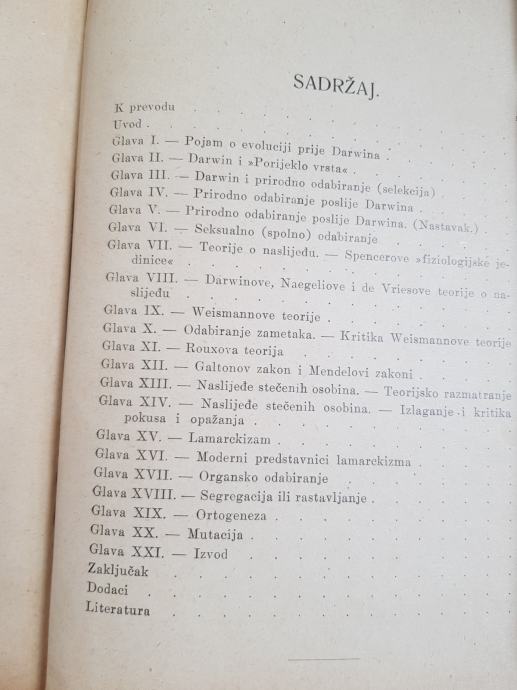 SADRŽAJ.
K prevodu . . . . . . . . . .
Uvod . . . . . . . . . . . .
Glava I. — Pojam o evoluciji prije Darwina . . .
Glava II. — Darwin i »Porijeklo vrsta« . . . .
Glava III. — Darwin i prirodno odabiranje (selekcija) . .
Glava IV. — Prirodno odabiranje poslije Darwina . . .
Glava V. — Prirodno odabiranje poslije Darwina. (Nastavak.) .
Glava VI. — Seksualno (spolno) odabiranje . . . .
Glava VII. — Teorije o naslijeđu. — Spencerove »fiziologijske je-
dinice« . . . . . . . . . .
Glava VIII. — Darwinove, Naegeliove i de Vriesove teorije o na-
slijeđu . . . . . . . . . .
Glava IX. — Weismannove teorije . . . . . .
Glava X. — Odabiranje zametaka. — Kritika Weismannove teorije
Glava XI. — Rouxova teorija . . . . . . .
Glava XII. — Galtonov zakon i Mendelovi zakoni . . . .
Glava XIII. — Naslijeđe stečenih osobina. — Teorijsko razmatranje
Glava XIV. — Naslijeđe stečenih osobina. — Izlaganje i kritika
pokusa i opažanja . . . . . . . .
Glava XV. — Lamarckizam . . . . . . . .
Glava XVI. — Moderni predstavnici lamarckizma . . . .
Glava XVII. — Organsko odabiranje . . . . . .
Glava XVIII. — Segregacija ili rastavljanje . . . . .
Glava XIX. — Ortogeneza . . . . . . . .
Glava XX. — Mutacija . . . . . . . . .
Glava XXI. — Izvod . . . . . . . . .
Zaključak . . . . . . . . . . .
Dodaci . . . . . . . . . . . .
Literatura . . . . . . . . . . .